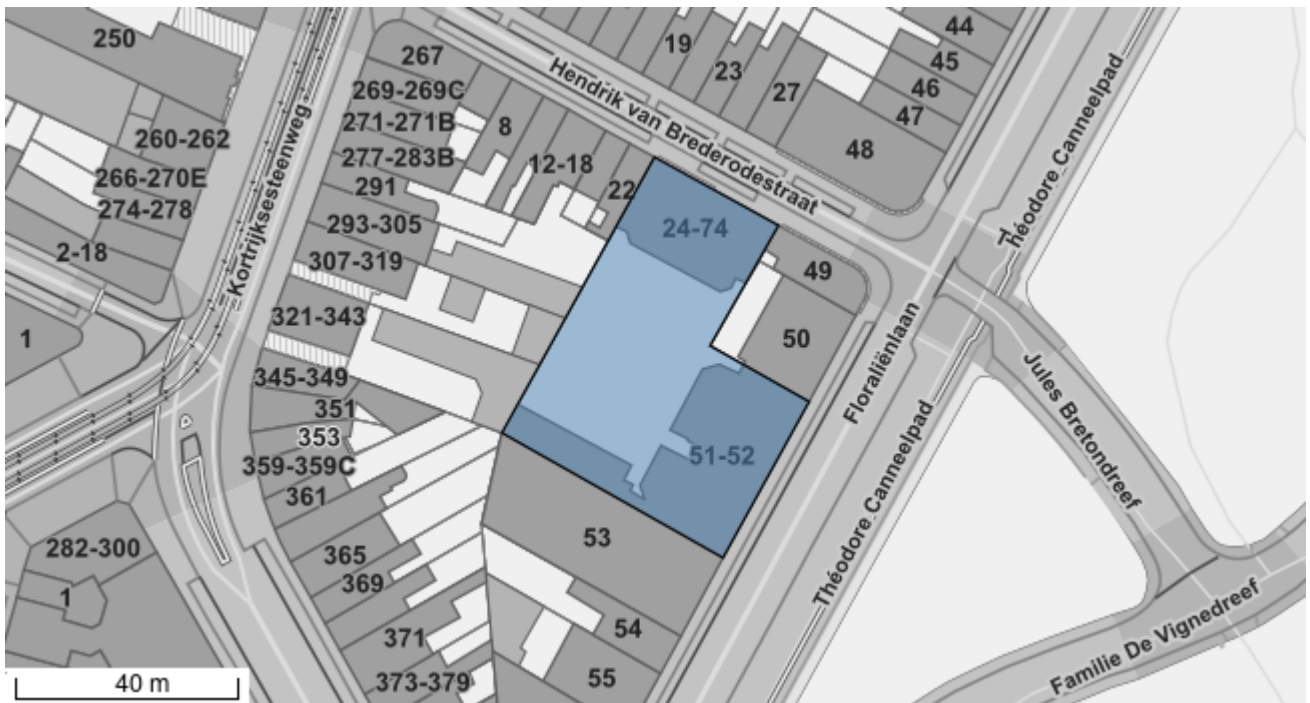 250
267
19
44
23
45
269-269C
46
27
271-271B
8
47
260-262
277-283B
12-18
48
Hendrik van Brederodestraat
Théodore Canneelpad
266-270E
291
22
274-278
293-305
24-74
2-18
307-319
49
Kortrijksesteenweg
1
321-343
50
Floraliënlaan
345-349
Jules Bretondreef
351
353
51-52
359-359C
361
53
Théodore Canneelpad
282-300
365
369
1
371
54
373-379
55
Familie De Vignedreef
40 m